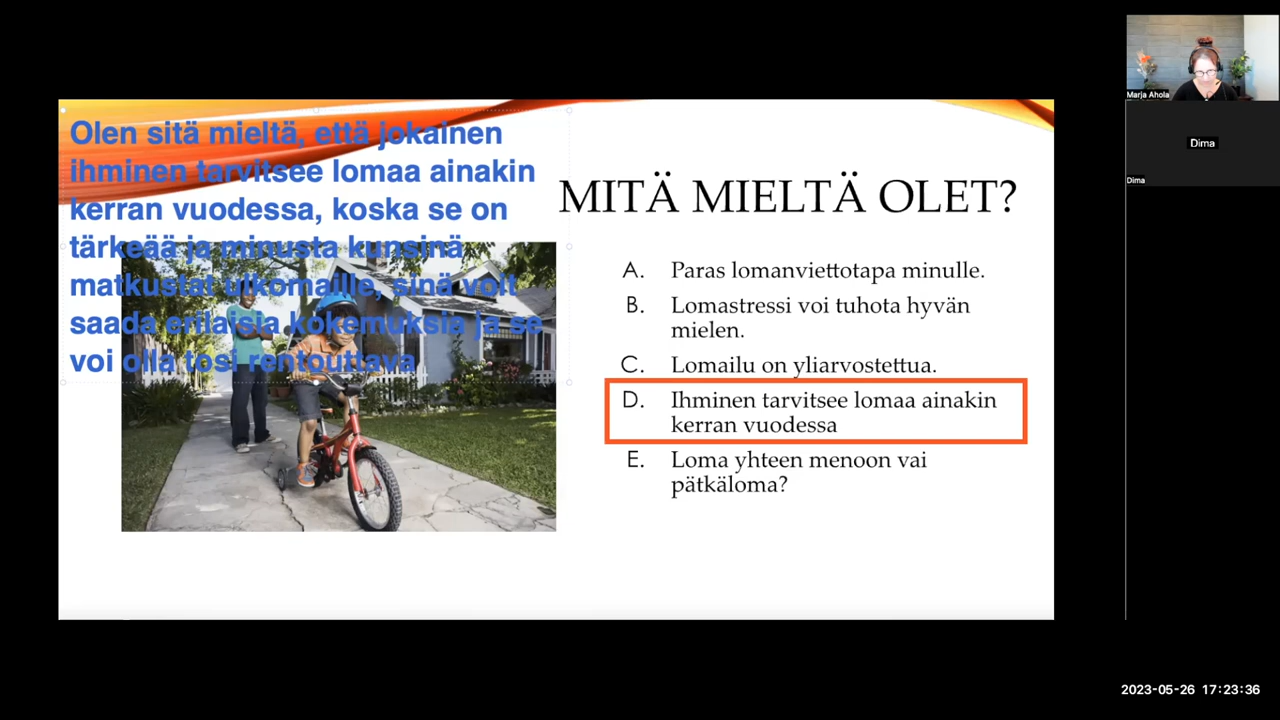 Olen sitä mieltä, että jokainen
ihminen tarvitsee lomaa ainakin
kerran vuodessa, koska se on
tärkeää ja minusta kunsinä
matkustat ulkomaille, sinä voit
saada erilaisia kokemuksia ja se
voi olla tosi rentouttava
MITÄ MIELTÄ OLET?
A. Paras lomanviettotapa minulle.
B. Lomastressi voi tuhota hyvän
mielen.
C. Lomailu on yliarvostettua.
D. Ihminen tarvitsee lomaa ainakin
kerran vuodessa
E. Loma yhteen menoon vai
pätkäloma?
Marja Ahola
Dima
Dima
2023-05-26 17:23:36